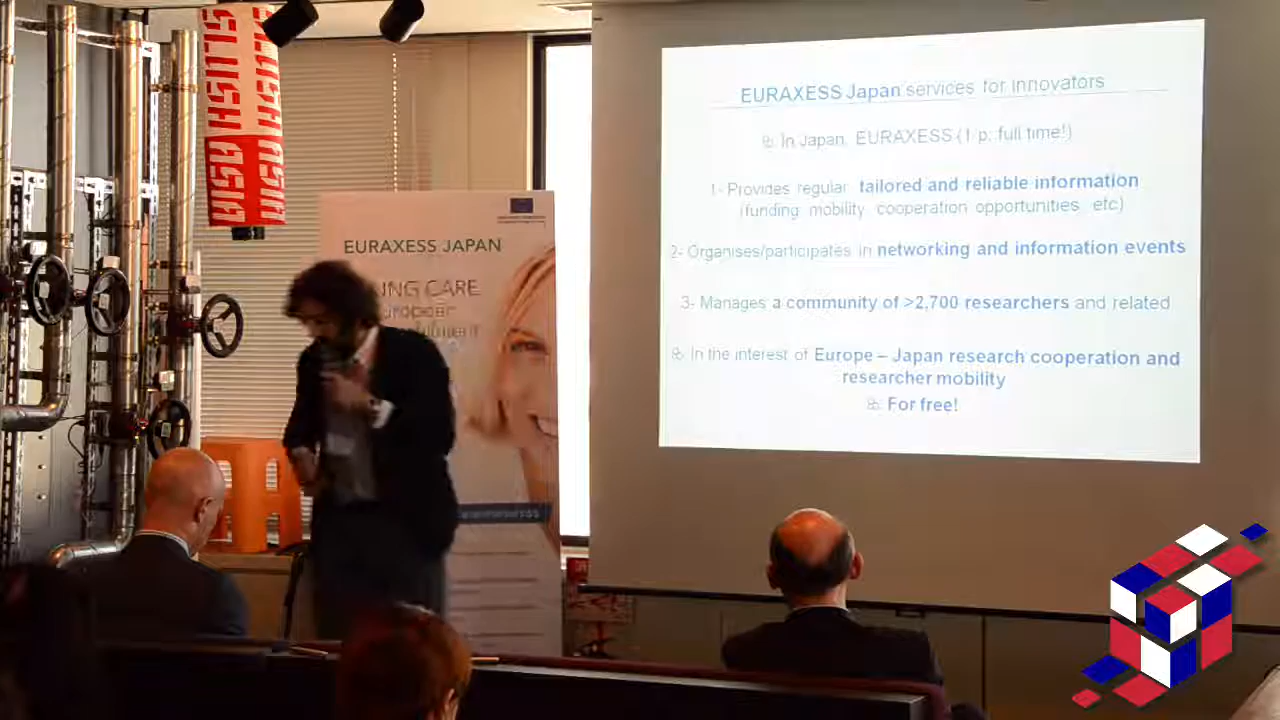 EURAXESS Japan services for innovators
In Japan, EURAXESS (1 p. full time!)
1- Provides regular tailored and reliable information
(funding, mobility, cooperation opportunities, etc)
2- Organises/participates in networking and information events
3- Manages a community of >2,700 researchers and related
In the interest of Europe – Japan research cooperation and
researcher mobility
For free!
EURAXESS JAPAN
CARE